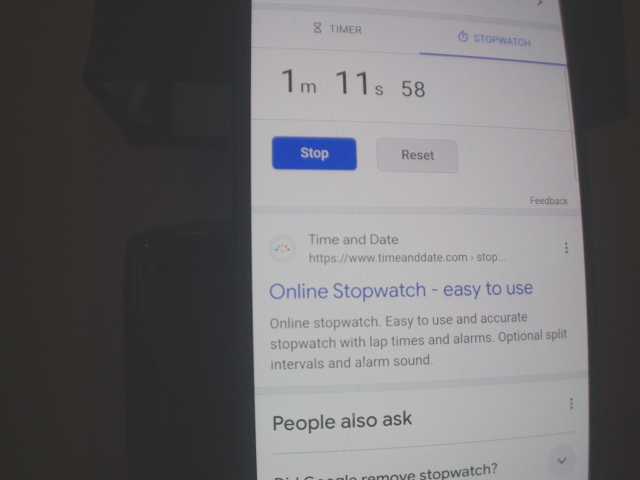 TIMER
STOPWATCH
1m 11s 58
Stop
Reset
Feedback
Time and Date
https://www.timeanddate.com › stop...
Online Stopwatch - easy to use
Online stopwatch. Easy to use and accurate
stopwatch with lap times and alarms. Optional split
intervals and alarm sound.
People also ask
Did Google remove stopwatch?